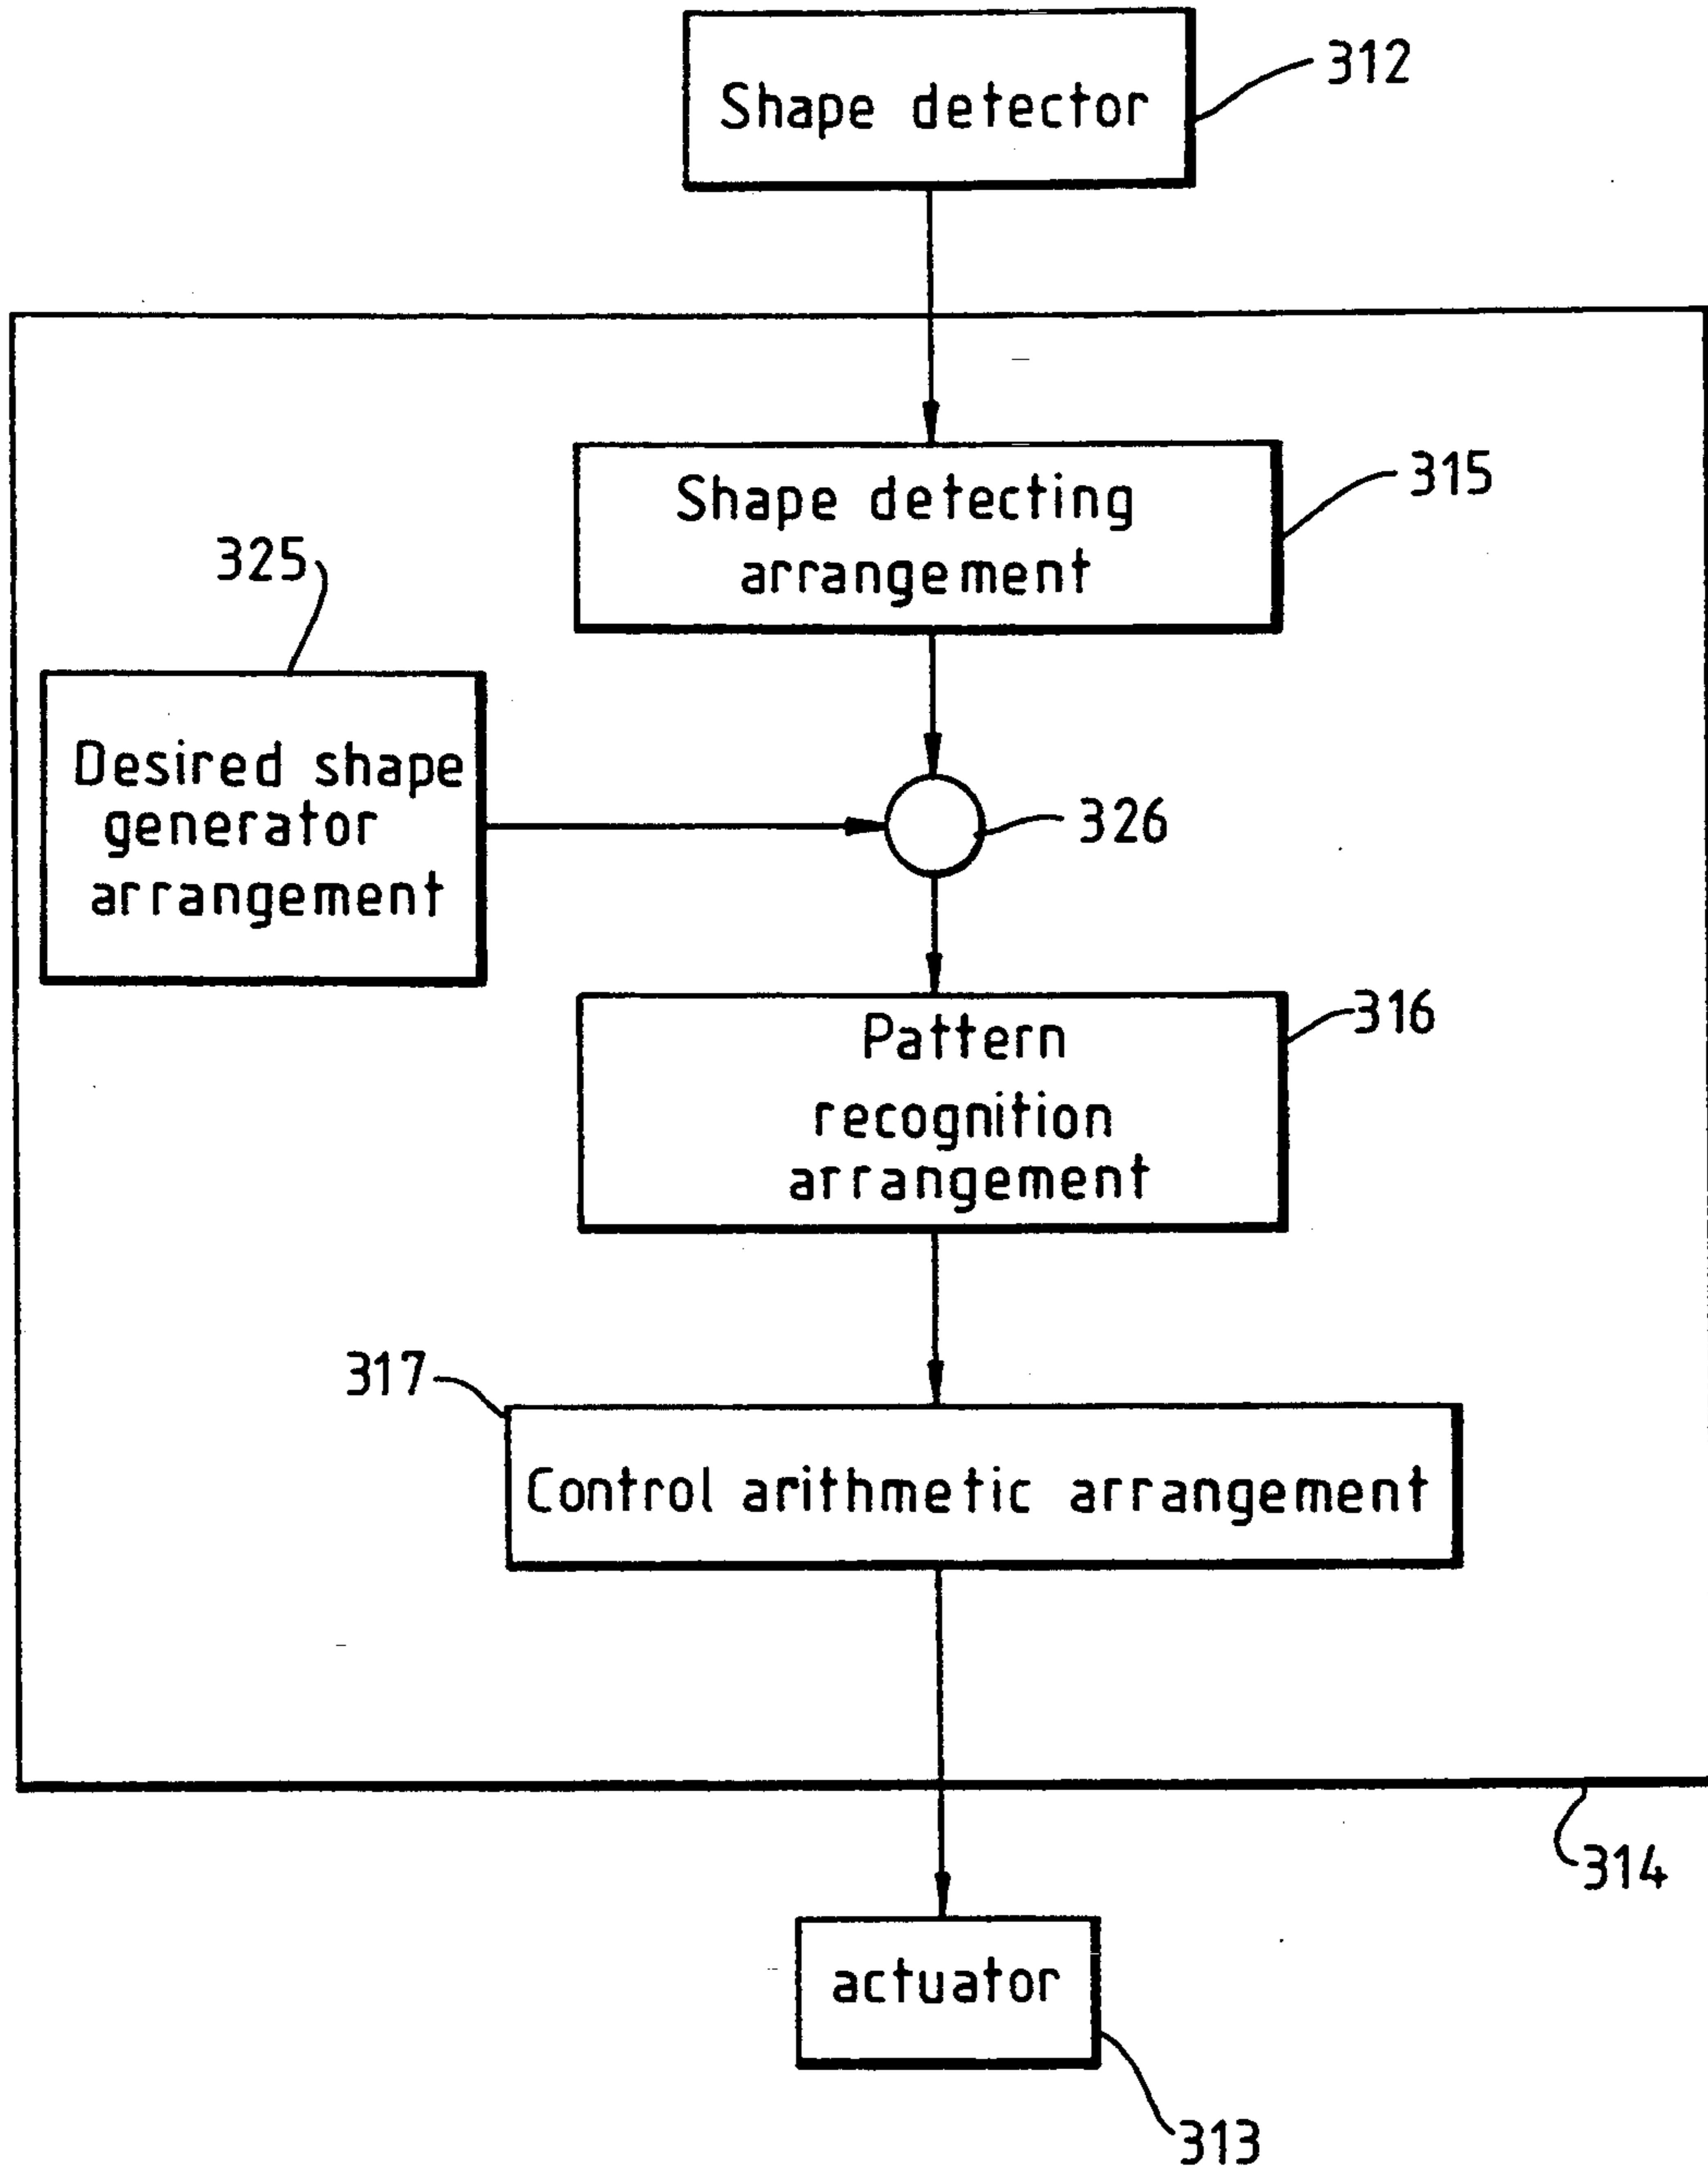 312
Shape detector
315
Shape detecting
arrangement
325
Desired shape
generator
arrangement
326
316
Pattern
recognition
arrangement
317
Control arithmetic arrangement
314
actuator
313